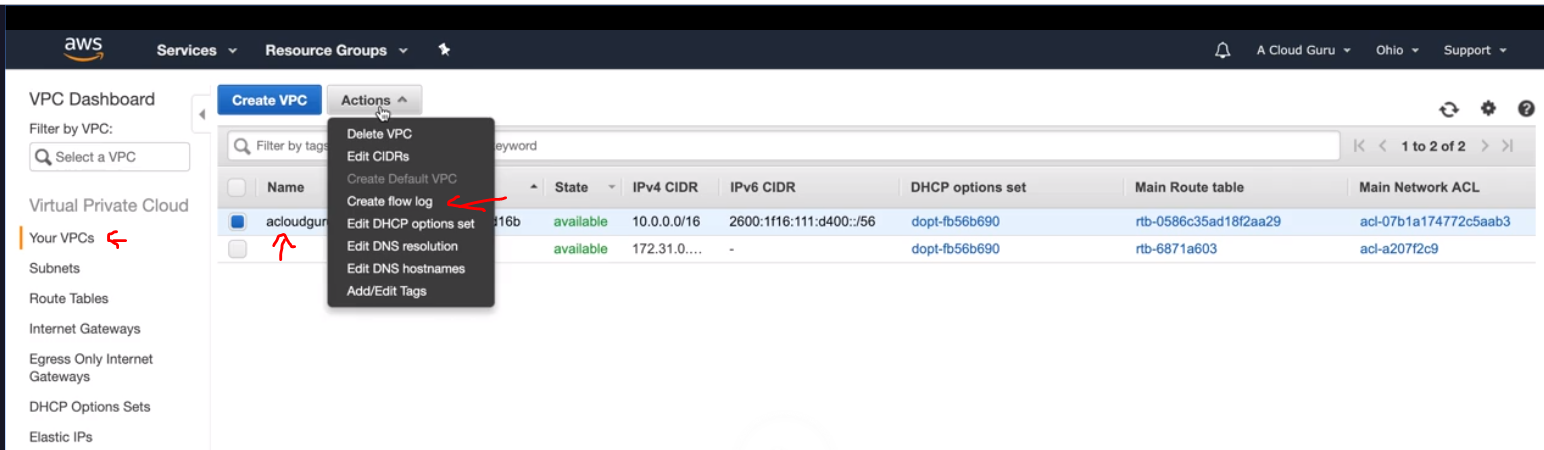 aws Services Resource Groups A Cloud Guru Ohio Support
VPC Dashboard
Filter by VPC:
Select a VPC
Virtual Private Cloud
Your VPCs
Subnets
Route Tables
Internet Gateways
Egress Only Internet
Gateways
DHCP Options Sets
Elastic IPs
Create VPC Actions
Delete VPC
Edit CIDRs
Create Default VPC
Create flow log
Edit DHCP options set
Edit DNS resolution
Edit DNS hostnames
Add/Edit Tags
Filter by tags eyword 1 to 2 of 2
Name State IPv4 CIDR IPv6 CIDR DHCP options set Main Route table Main Network ACL
acloudgur d16b available 10.0.0.0/16 2600:1f16:111:d400::/56 dopt-fb56b690 rtb-0586c35ad18f2aa29 acl-07b1a174772c5aab3
available 172.31.0.... - dopt-fb56b690 rtb-6871a603 acl-a207f2c9